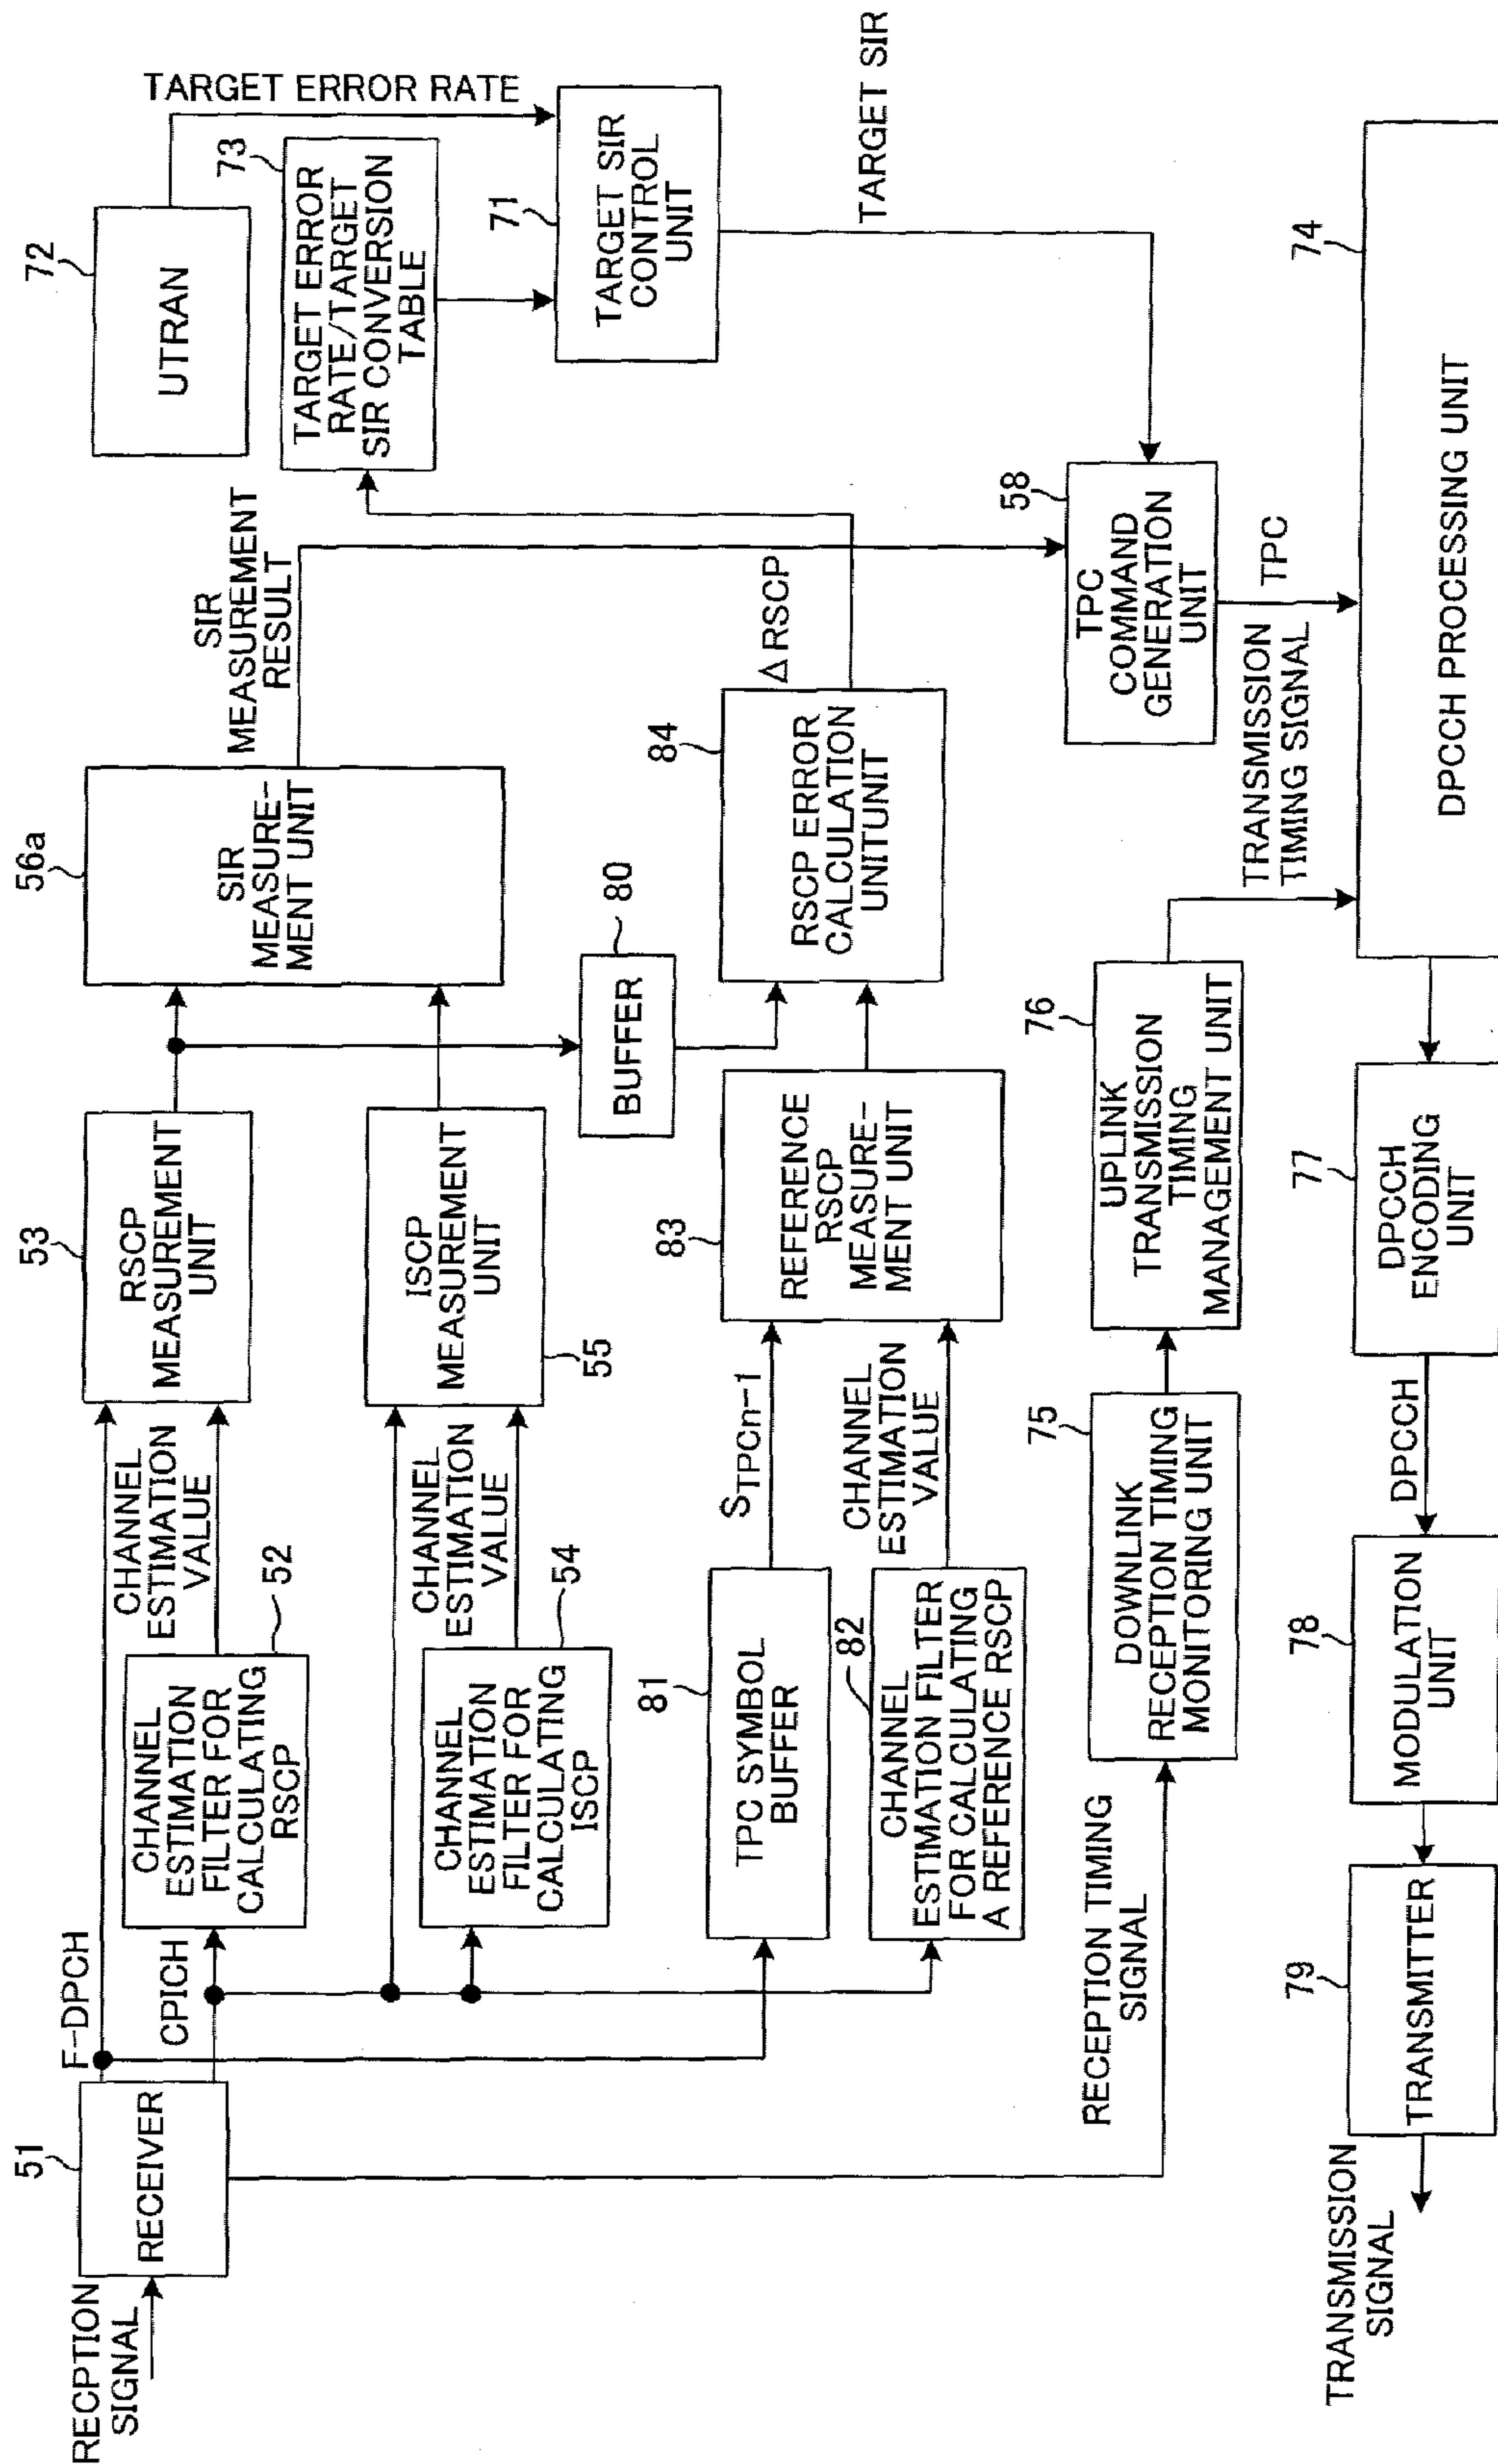 RECPTION
SIGNAL
51
RECEIVER
F-DPCH
CPICH
CHANNEL
ESTIMATION
FILTER FOR
CALCULATING
RSCP
52
CHANNEL
ESTIMATION
VALUE
53
RSCP
MEASUREMENT
UNIT
56a
SIR
MEASURE-
MENT UNIT
SIR
MEASUREMENT
RESULT
72
UTRAN
TARGET ERROR RATE
CHANNEL
ESTIMATION
FILTER FOR
CALCULATING
ISCP
54
CHANNEL
ESTIMATION
VALUE
ISCP
MEASUREMENT
UNIT
55
73
TARGET ERROR
RATE/TARGET
SIR CONVERSION
TABLE
71
TARGET SIR
CONTROL
UNIT
TARGET SIR
80
BUFFER
81
TPC SYMBOL
BUFFER
STPCn-1
83
REFERENCE
RSCP
MEASURE-
MENT UNIT
84
RSCP ERROR
CALCULATION
UNITUNIT
Δ RSCP
82
CHANNEL
ESTIMATION FILTER
FOR CALCULATING
A REFERENCE RSCP
CHANNEL
ESTIMATION
VALUE
58
TPC
COMMAND
GENERATION
UNIT
RECEPTION TIMING
SIGNAL
75
DOWNLINK
RECEPTION TIMING
MONITORING UNIT
76
UPLINK
TRANSMISSION
TIMING
MANAGEMENT UNIT
TRANSMISSION
TIMING SIGNAL
TPC
74
DPCCH PROCESSING UNIT
77
DPCCH
ENCODING
UNIT
DPCCH
78
MODULATION
UNIT
79
TRANSMITTER
TRANSMISSION
SIGNAL